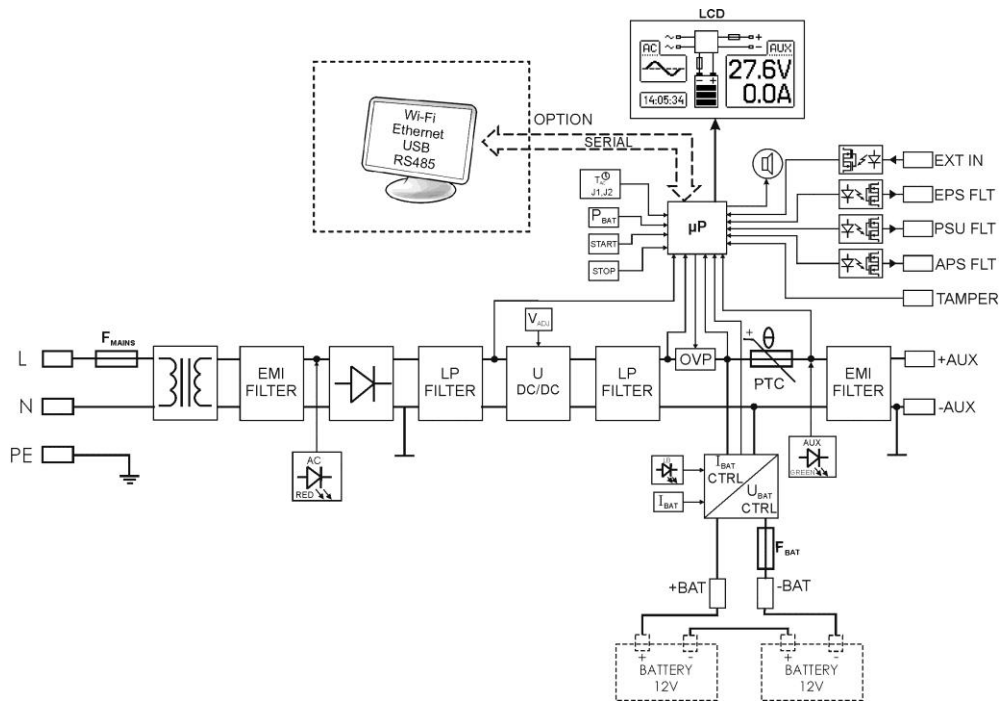 LCD
AC
AUX
+
-
27.6V
0.0A
- +
14:05:34
Wi-Fi
Ethernet
USB
RS485
OPTION
SERIAL
EXT IN
EPS FLT
PSU FLT
APS FLT
TAMPER
TAC
J1,J2
PBAT
START
STOP
µP
FMAINS
VADJ
L
N
PE
EMI
FILTER
LP
FILTER
U
DC/DC
LP
FILTER
OVP
+
θ
PTC
EMI
FILTER
+AUX
-AUX
AC
RED
AUX
GREEN
LB
IBAT
IBAT
CTRL
UBAT
CTRL
FBAT
+BAT
-BAT
+
-
+
-
BATTERY
12V
BATTERY
12V